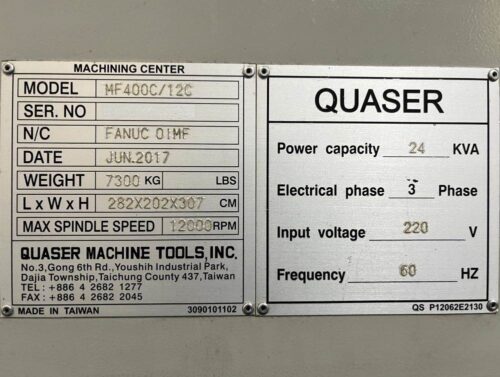 MACHINING CENTER
MODEL MF400C/12C
SER. NO
N/C FANUC 0IMF
DATE JUN.2017
WEIGHT 7300 KG LBS
L x W x H 282X202X307 CM
MAX SPINDLE SPEED 12000 RPM
QUASER MACHINE TOOLS, INC.
No.3,Gong 6th Rd.,Youshih Industrial Park,
Dajia Township,Taichung County 437,Taiwan
TEL : +886 4 2682 1277
FAX : +886 4 2682 2045
MADE IN TAIWAN 3090101102
QUASER
Power capacity 24 KVA
Electrical phase 3 Phase
Input voltage 220 V
Frequency 60 HZ
QS P12062E2130